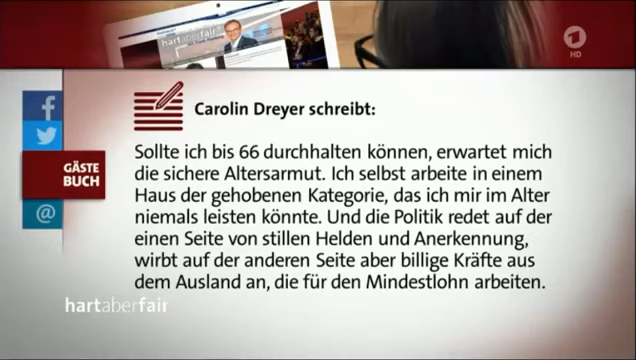 hartaberfair
HD
Carolin Dreyer schreibt:
Sollte ich bis 66 durchhalten können, erwartet mich
die sichere Altersarmut. Ich selbst arbeite in einem
Haus der gehobenen Kategorie, das ich mir im Alter
niemals leisten könnte. Und die Politik redet auf der
einen Seite von stillen Helden und Anerkennung,
wirbt auf der anderen Seite aber billige Kräfte aus
dem Ausland an, die für den Mindestlohn arbeiten.
GÄSTE
BUCH
@
hartaberfair